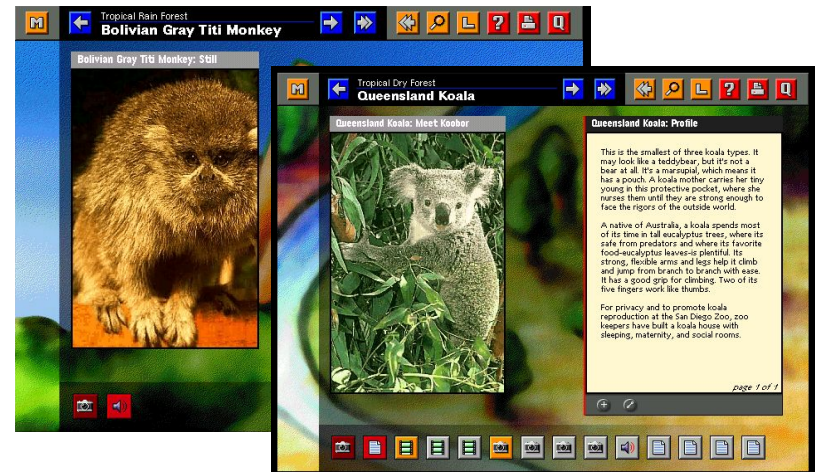 M
Tropical Rain Forest
Bolivian Gray Titi Monkey
L
?
Q
Bolivian Gray Titi Monkey: Still
M
Tropical Dry Forest
Queensland Koala
L
?
Q
Queensland Koala: Meet Koobor
Queensland Koala: Profile
This is the smallest of three koala types. It
may look like a teddybear, but it's not a
bear at all. It's a marsupial, which means it
has a pouch. A koala mother carries her tiny
young in this protective pocket, where she
nurses them until they are strong enough to
face the rigors of the outside world.
A native of Australia, a koala spends most
of its time in tall eucalyptus trees, where its
safe from predators and where its favorite
food-eucalyptus leaves-is plentiful. Its
strong, flexible arms and legs help it climb
and jump from branch to branch with ease.
It has a good grip for climbing. Two of its
five fingers work like thumbs.
For privacy and to promote koala
reproduction at the San Diego Zoo, zoo
keepers have built a koala house with
sleeping, maternity, and social rooms.
page 1 of 1